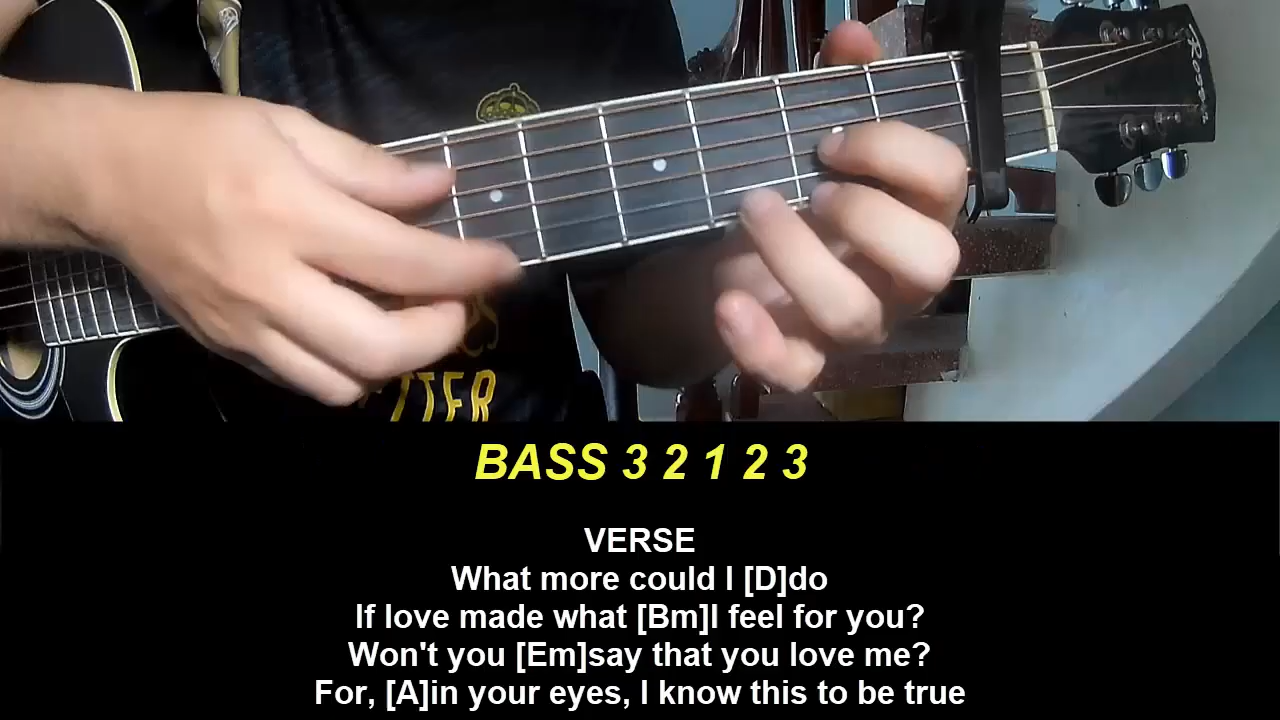 BASS 3 2 1 2 3
VERSE
What more could I [D]do
If love made what [Bm]I feel for you?
Won't you [Em]say that you love me?
For, [A]in your eyes, I know this to be true